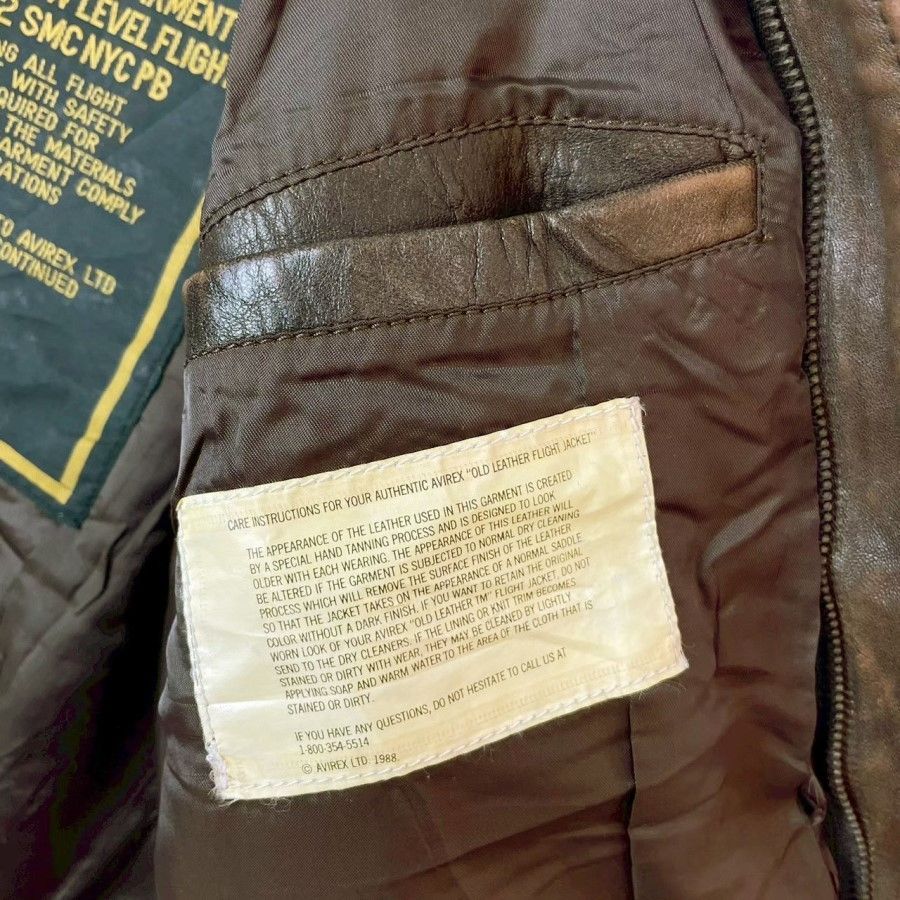 GARMENT
LEVEL FLIGH
2 SMC NYC PB
NG ALL FLIGHT
WITH SAFETY
QUIRED FOR
THE MATERIALS
GARMENT COMPLY
CATIONS
TO AVIREX, LTD
CONTINUED
CARE INSTRUCTIONS FOR YOUR AUTHENTIC AVIREX "OLD LEATHER FLIGHT JACKET"
THE APPEARANCE OF THE LEATHER USED IN THIS GARMENT IS CREATED
BY A SPECIAL HAND TANNING PROCESS AND IS DESIGNED TO LOOK
OLDER WITH EACH WEARING. THE APPEARANCE OF THIS LEATHER WILL
BE ALTERED IF THE GARMENT IS SUBJECTED TO NORMAL DRY CLEANING
PROCESS WHICH WILL REMOVE THE SURFACE FINISH OF THE LEATHER
SO THAT THE JACKET TAKES ON THE APPEARANCE OF A NORMAL SADDLE
COLOR WITHOUT A DARK FINISH. IF YOU WANT TO RETAIN THE ORIGINAL
WORN LOOK OF YOUR AVIREX "OLD LEATHER TM" FLIGHT JACKET, DO NOT
SEND TO THE DRY CLEANERS. IF THE LINING OR KNIT TRIM BECOMES
STAINED OR DIRTY WITH WEAR, THEY MAY BE CLEANED BY LIGHTLY
APPLYING SOAP AND WARM WATER TO THE AREA OF THE CLOTH THAT IS
STAINED OR DIRTY.
IF YOU HAVE ANY QUESTIONS, DO NOT HESITATE TO CALL US AT
1-800-354-5514
© AVIREX LTD. 1988.